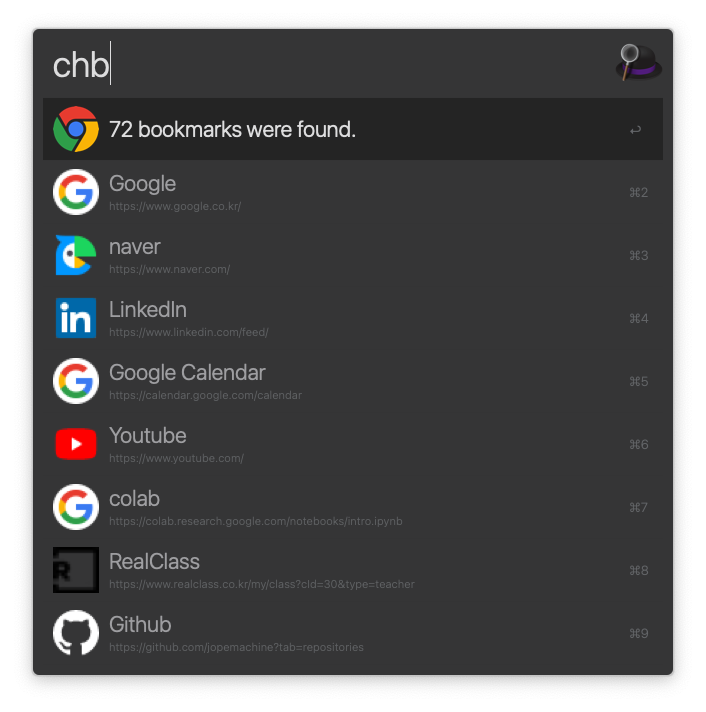 chb
72 bookmarks were found.
↩
Google
https://www.google.co.kr/
⌘2
naver
https://www.naver.com/
⌘3
LinkedIn
https://www.linkedin.com/feed/
⌘4
Google Calendar
https://calendar.google.com/calendar
⌘5
Youtube
https://www.youtube.com/
⌘6
colab
https://colab.research.google.com/notebooks/intro.ipynb
⌘7
RealClass
https://www.realclass.co.kr/my/class?cId=30&type=teacher
⌘8
Github
https://github.com/jopemachine?tab=repositories
⌘9